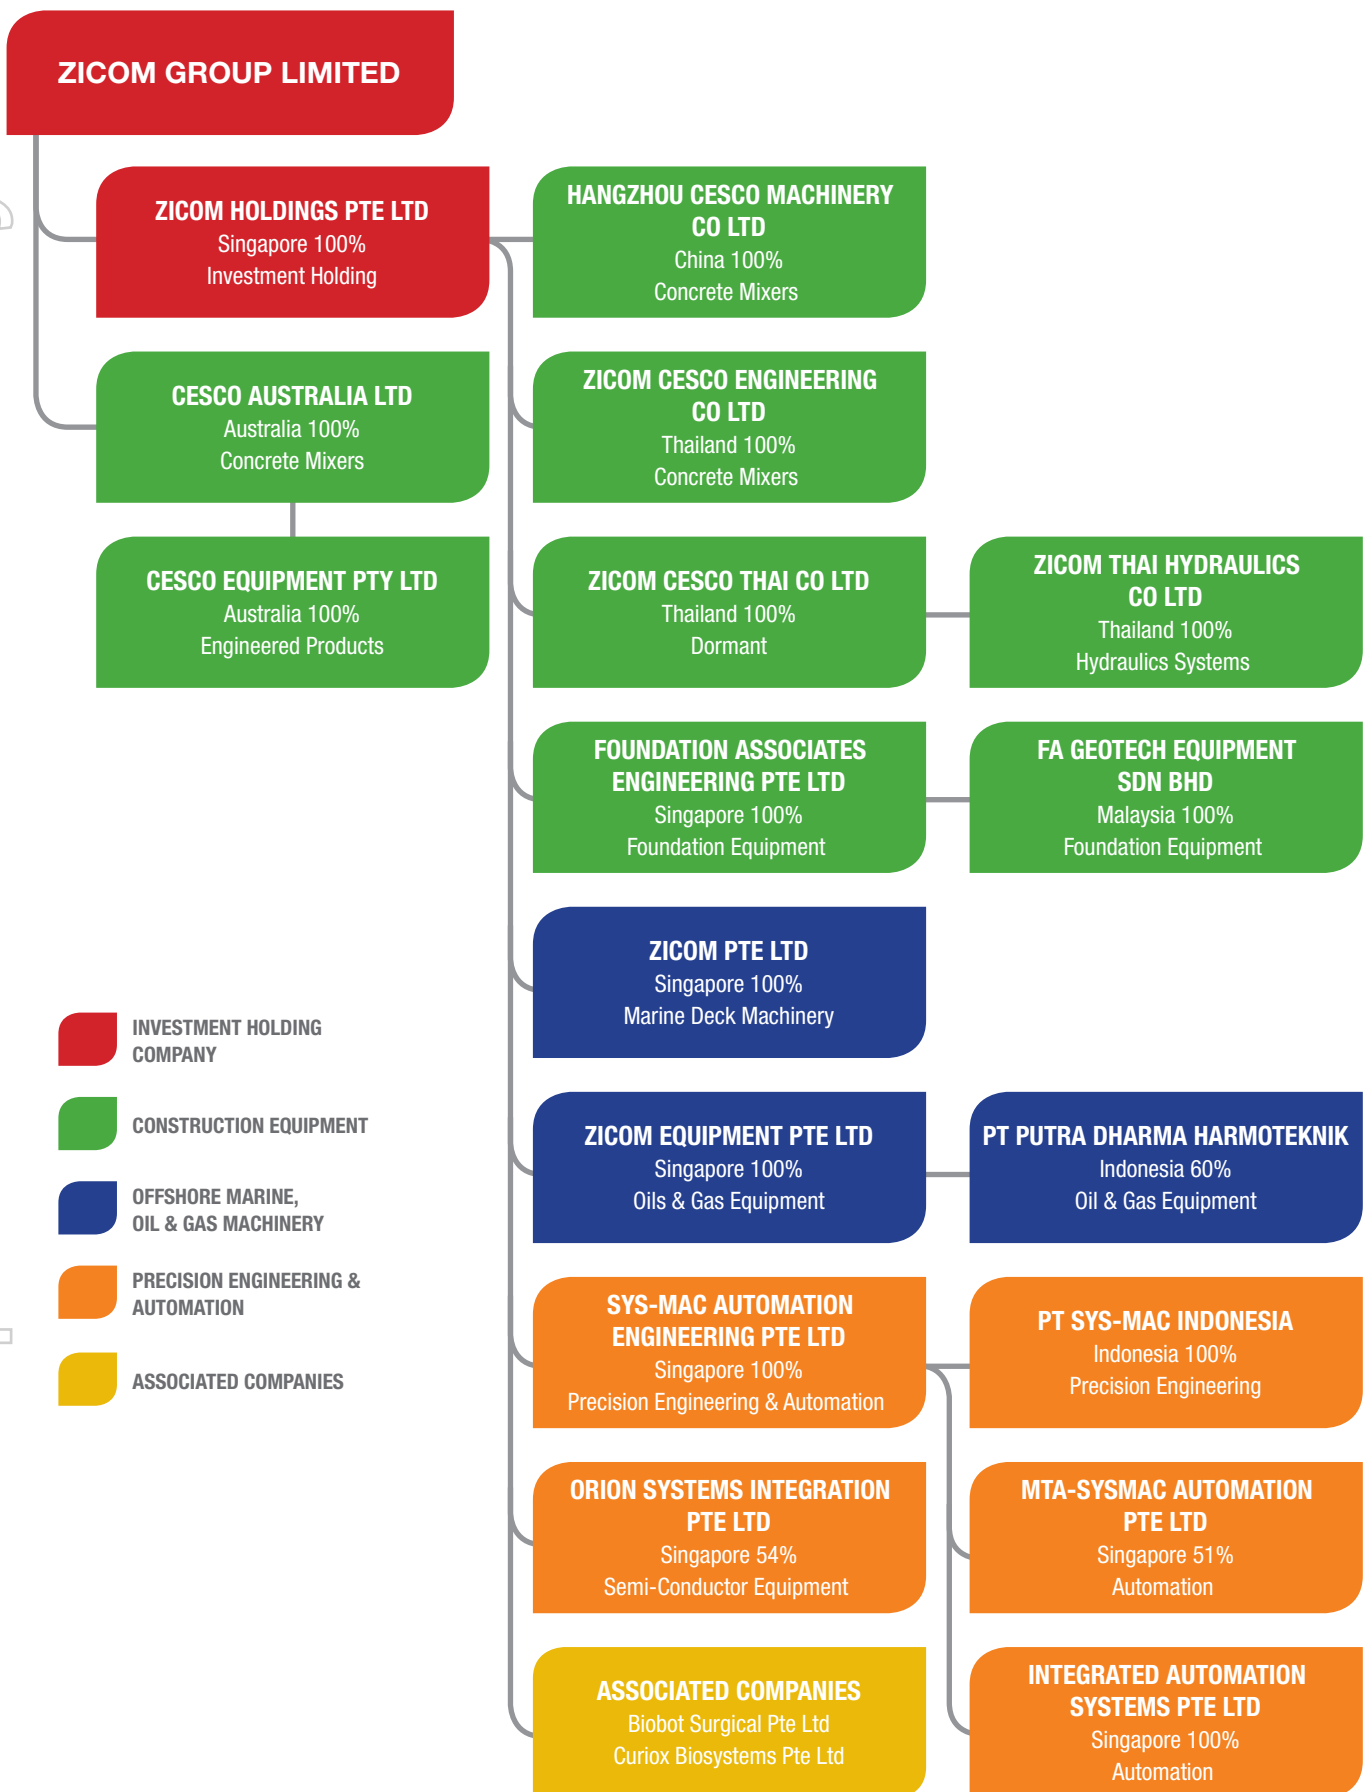 ZICOM GROUP LIMITED
ZICOM HOLDINGS PTE LTD
Singapore 100%
Investment Holding
HANGZHOU CESCO MACHINERY
CO LTD
China 100%
Concrete Mixers
CESCO AUSTRALIA LTD
Australia 100%
Concrete Mixers
ZICOM CESCO ENGINEERING
CO LTD
Thailand 100%
Concrete Mixers
CESCO EQUIPMENT PTY LTD
Australia 100%
Engineered Products
ZICOM CESCO THAI CO LTD
Thailand 100%
Dormant
ZICOM THAI HYDRAULICS
CO LTD
Thailand 100%
Hydraulics Systems
FOUNDATION ASSOCIATES
ENGINEERING PTE LTD
Singapore 100%
Foundation Equipment
FA GEOTECH EQUIPMENT
SDN BHD
Malaysia 100%
Foundation Equipment
ZICOM PTE LTD
Singapore 100%
Marine Deck Machinery
ZICOM EQUIPMENT PTE LTD
Singapore 100%
Oils & Gas Equipment
PT PUTRA DHARMA HARMOTEKNIK
Indonesia 60%
Oil & Gas Equipment
SYS-MAC AUTOMATION
ENGINEERING PTE LTD
Singapore 100%
Precision Engineering & Automation
PT SYS-MAC INDONESIA
Indonesia 100%
Precision Engineering
ORION SYSTEMS INTEGRATION
PTE LTD
Singapore 54%
Semi-Conductor Equipment
MTA-SYSMAC AUTOMATION
PTE LTD
Singapore 51%
Automation
ASSOCIATED COMPANIES
Biobot Surgical Pte Ltd
Curiox Biosystems Pte Ltd
INTEGRATED AUTOMATION
SYSTEMS PTE LTD
Singapore 100%
Automation
INVESTMENT HOLDING
COMPANY
CONSTRUCTION EQUIPMENT
OFFSHORE MARINE,
OIL & GAS MACHINERY
PRECISION ENGINEERING &
AUTOMATION
ASSOCIATED COMPANIES